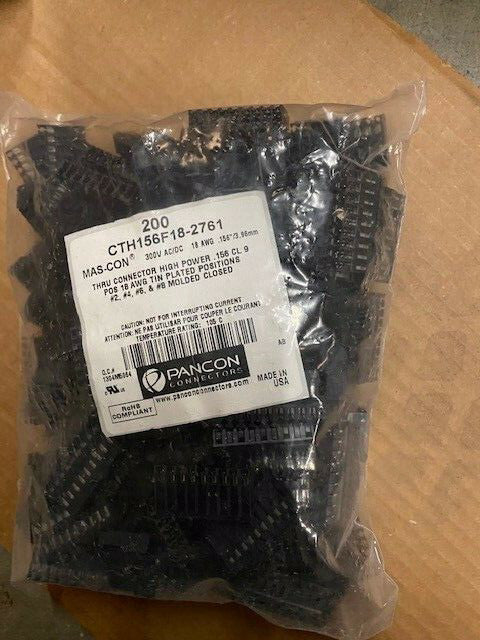 200
CTH156F18-2761
MAS-CON® 300V AC/DC 18 AWG .156"/3.96mm
THRU CONNECTOR HIGH POWER .156 CL 9
POS 18 AWG TIN PLATED POSITIONS
#2, #4, #6, & #8 MOLDED CLOSED
CAUTION: NOT FOR INTERRUPTING CURRENT
ATTENTION: NE PAS UTILISAR POUR COUPER LE COURANT
TEMPERATURE RATING: 105 C
AB
PANCON
CONNECTORS
www.panconconnectors.com
MADE IN
USA
RoHS
COMPLIANT